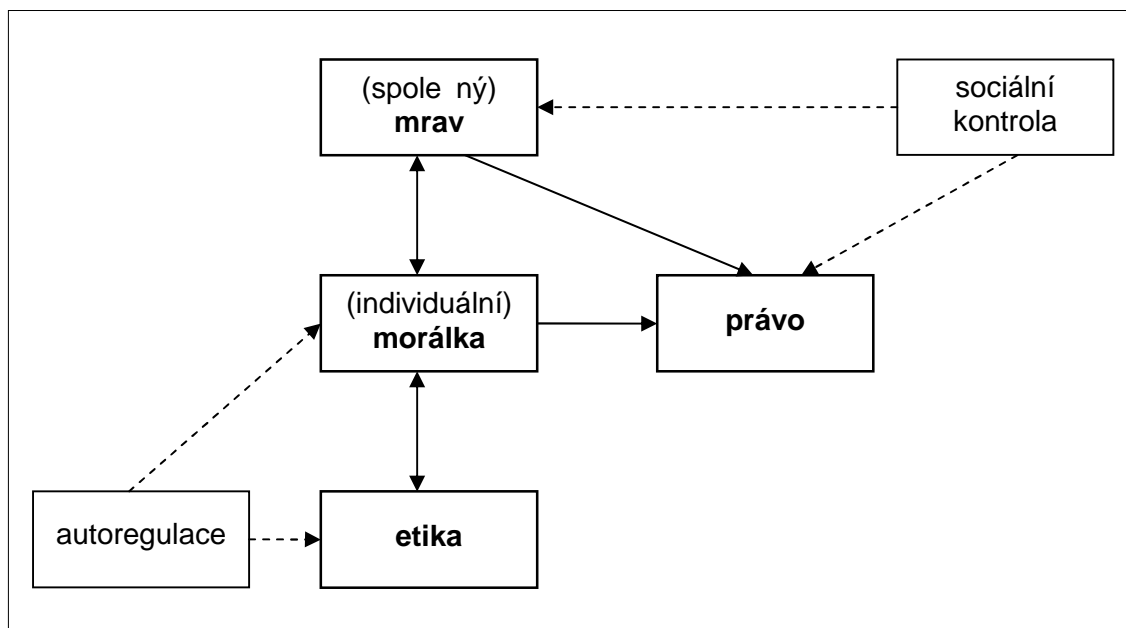 (spole ný)
mrav
sociální
kontrola
(individuální)
morálka
právo
autoregulace
etika